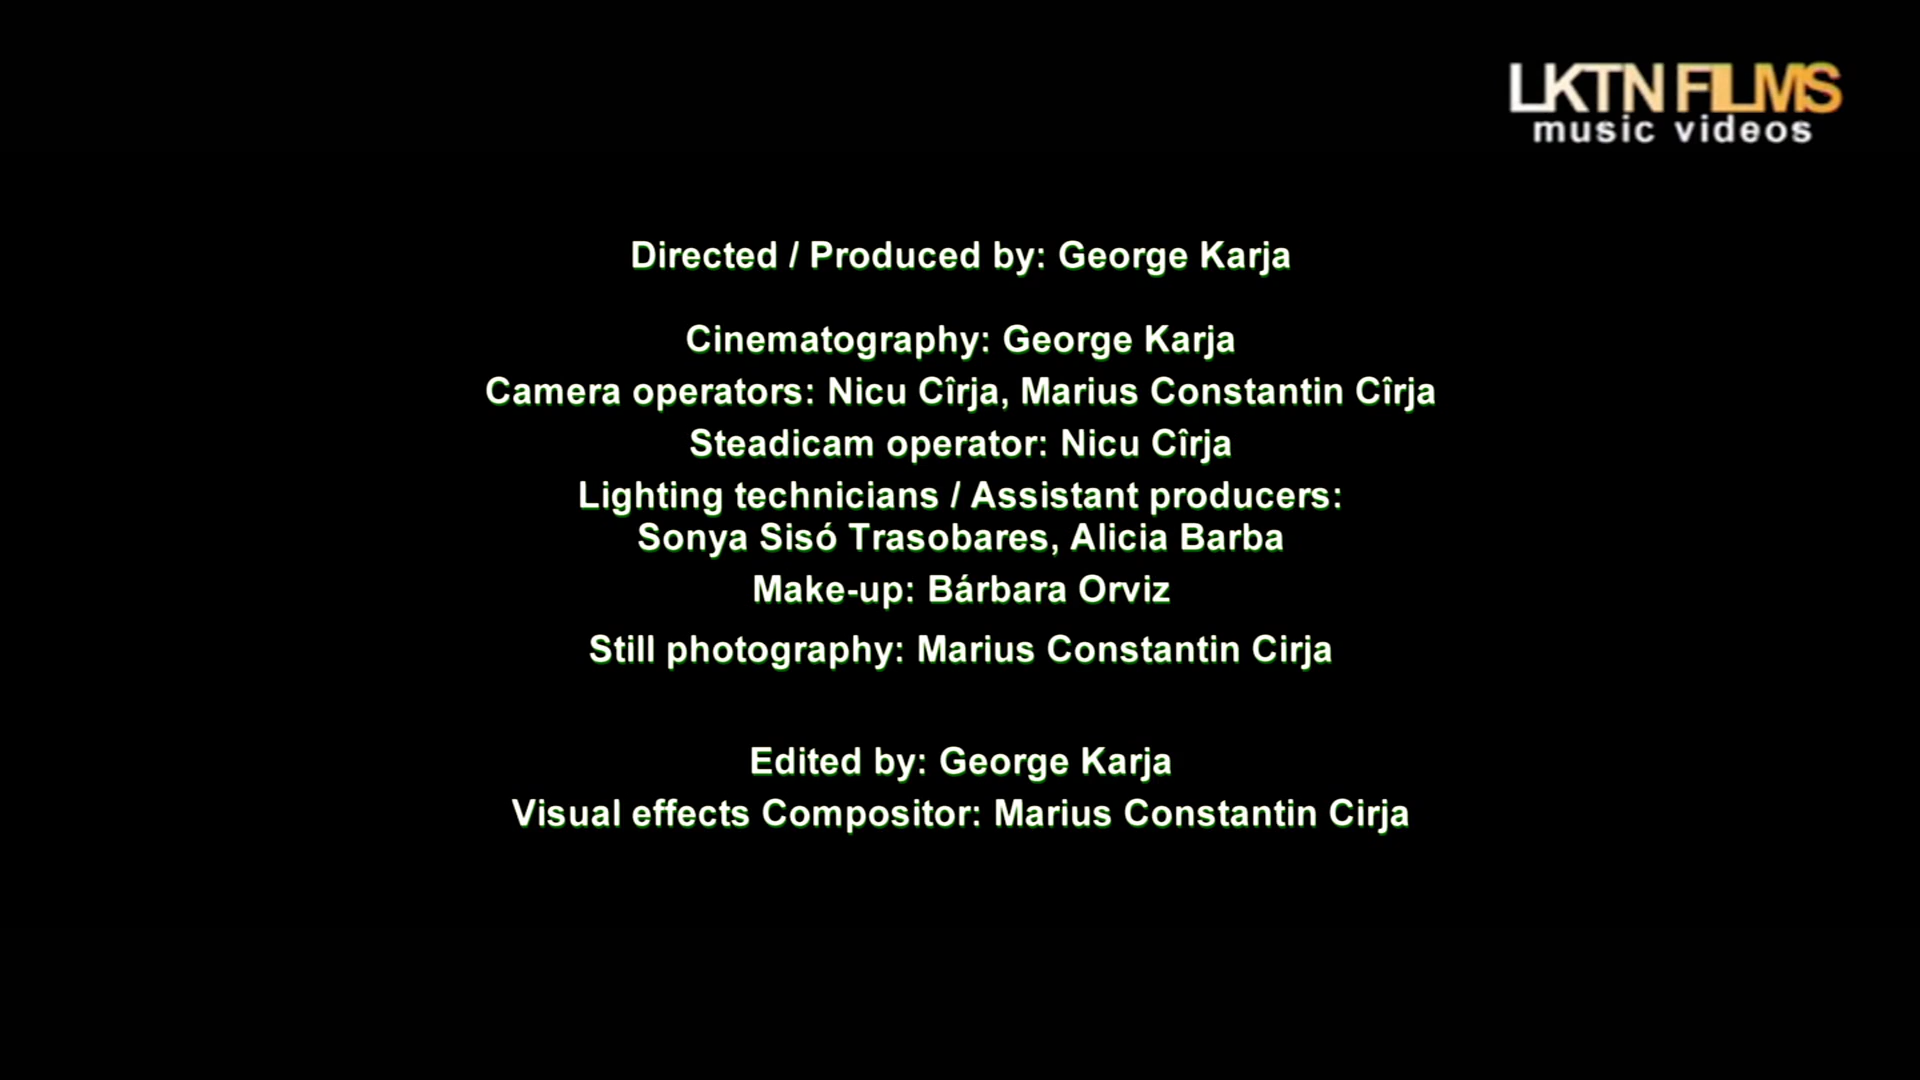 LKTN FILMS
music videos
Directed / Produced by: George Karja
Cinematography: George Karja
Camera operators: Nicu Cîrja, Marius Constantin Cîrja
Steadicam operator: Nicu Cîrja
Lighting technicians / Assistant producers:
Sonya Sisó Trasobares, Alicia Barba
Make-up: Bárbara Orviz
Still photography: Marius Constantin Cirja
Edited by: George Karja
Visual effects Compositor: Marius Constantin Cirja